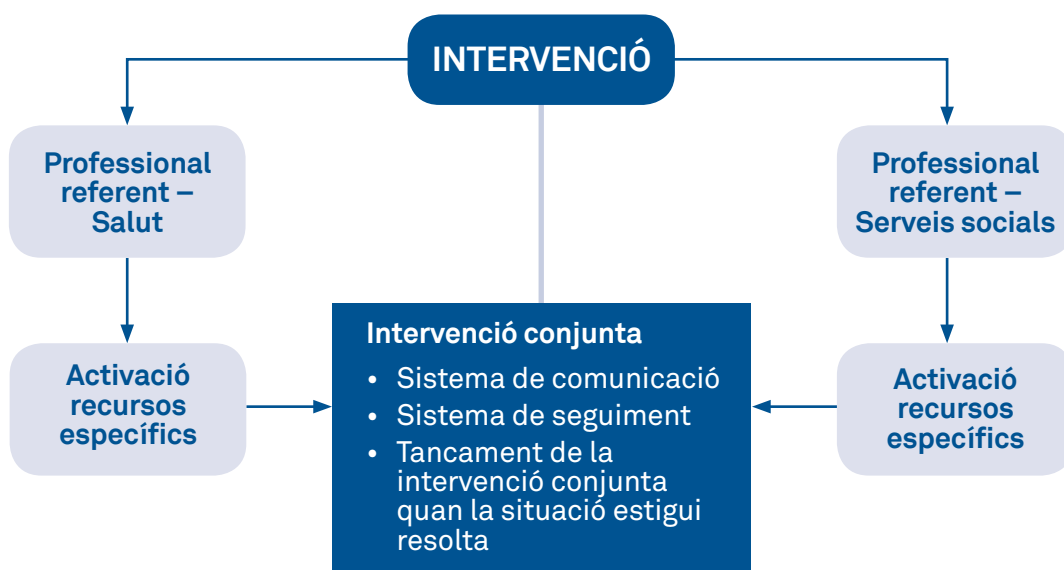 INTERVENCIÓ
Professional
referent –
Salut
Professional
referent –
Serveis socials
Activació
recursos
específics
Intervenció conjunta
• Sistema de comunicació
• Sistema de seguiment
• Tancament de la
intervenció conjunta
quan la situació estigui
resolta
Activació
recursos
específics